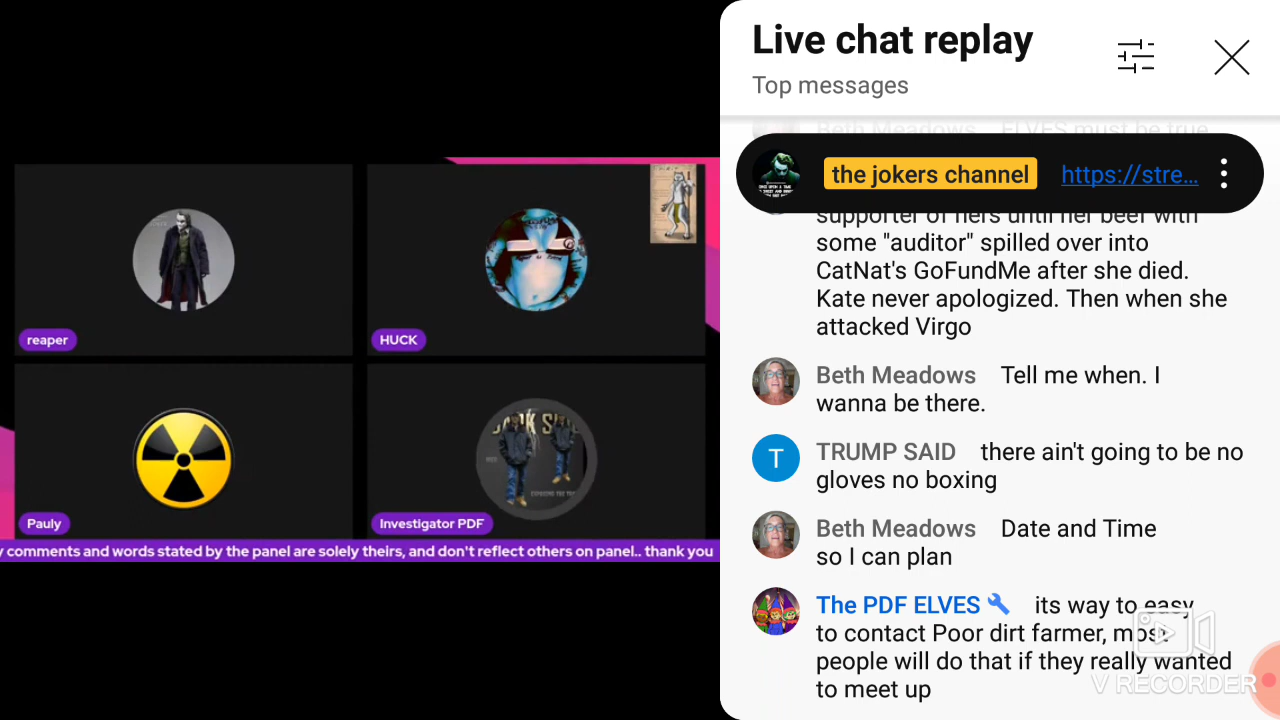 Live chat replay
Top messages
Beth Meadows ELVES must be true
the jokers channel https://stre...
supporter of hers until her beef with
some "auditor" spilled over into
CatNat's GoFundMe after she died.
Kate never apologized. Then when she
attacked Virgo
Beth Meadows Tell me when. I
wanna be there.
TRUMP SAID there ain't going to be no
gloves no boxing
Beth Meadows Date and Time
so I can plan
The PDF ELVES its way to easy
to contact Poor dirt farmer, most
people will do that if they really wanted
to meet up
reaper
HUCK
Pauly
Investigator PDF
y comments and words stated by the panel are solely theirs, and don't reflect others on panel.. thank you
V RECORDER